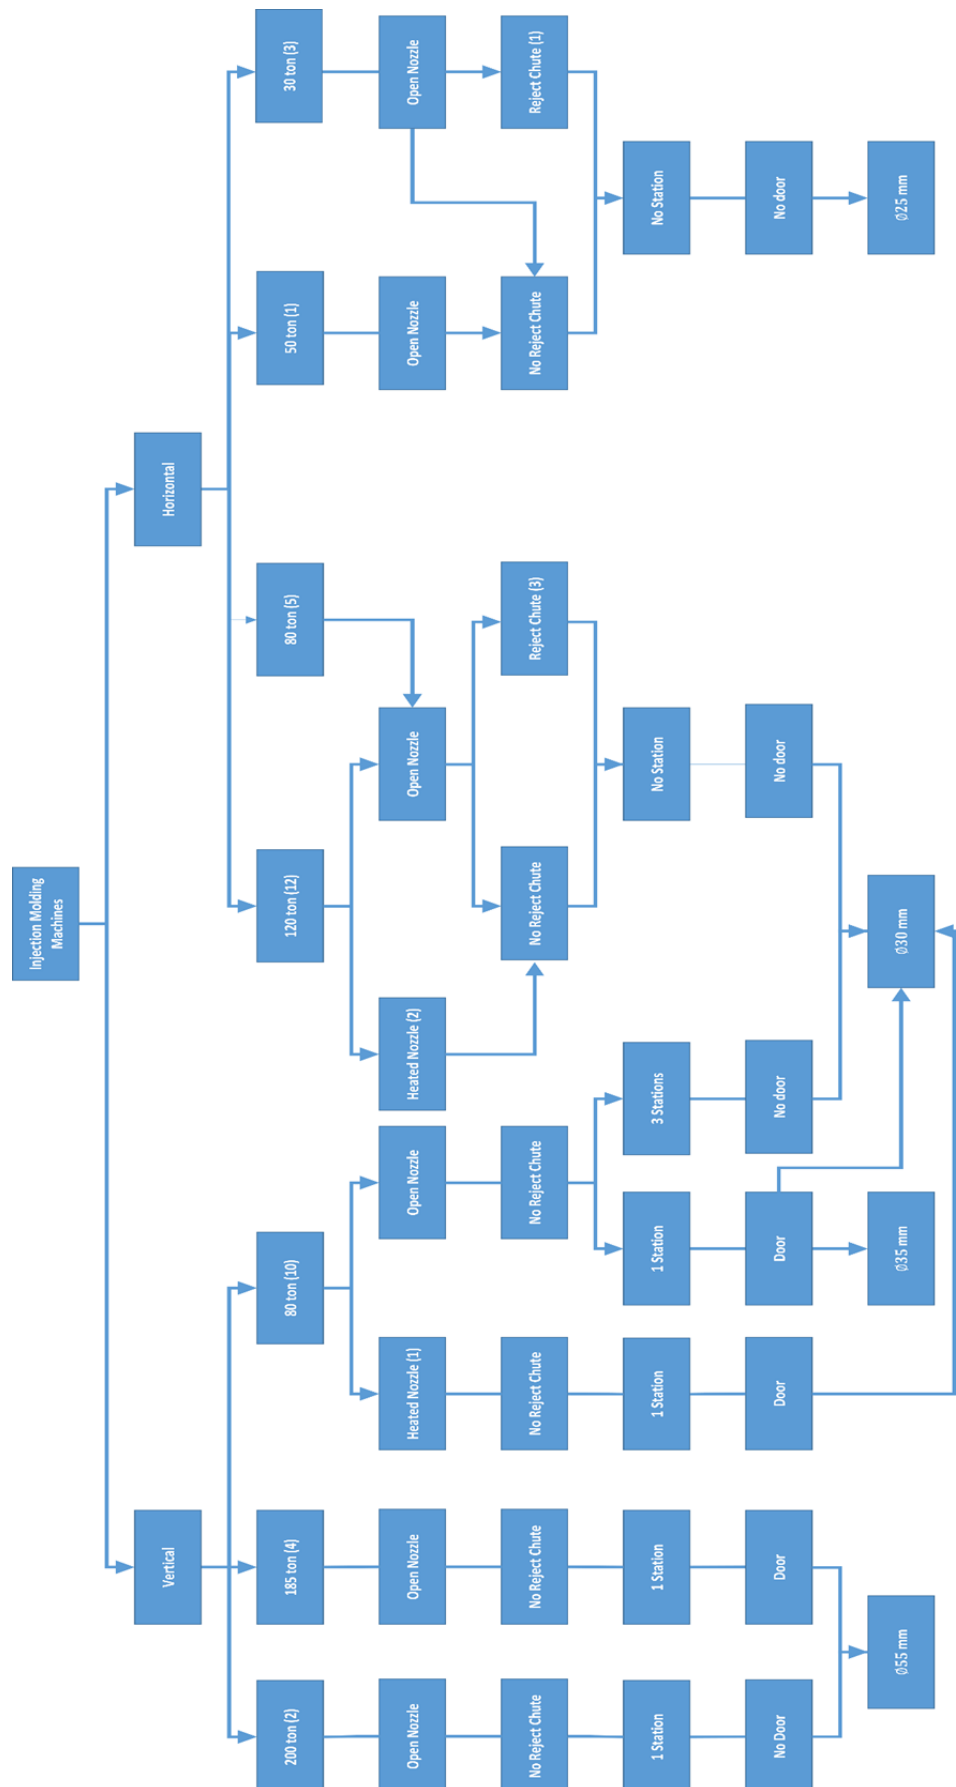 Injection Molding
Machines
Vertical
Horizontal
200 ton (2)
185 ton (4)
80 ton (10)
120 ton (12)
80 ton (5)
50 ton (1)
30 ton (3)
Open Nozzle
Open Nozzle
Heated Nozzle (1)
Open Nozzle
Heated Nozzle (2)
Open Nozzle
Open Nozzle
Open Nozzle
No Reject Chute
No Reject Chute
No Reject Chute
No Reject Chute
No Reject Chute
Reject Chute (3)
No Reject Chute
Reject Chute (1)
1 Station
1 Station
1 Station
1 Station
3 Stations
No Station
No Station
No Door
Door
Door
Door
No door
No door
No door
Ø55 mm
Ø35 mm
Ø30 mm
Ø25 mm